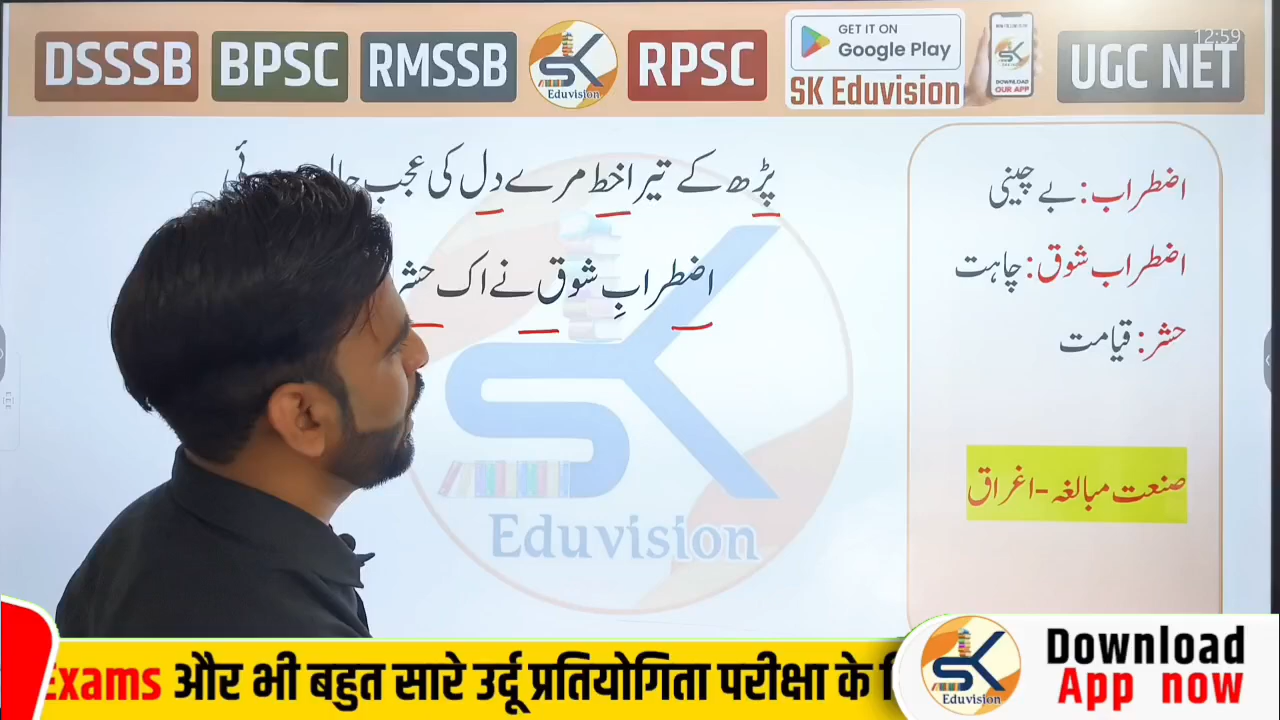 DSSSB BPSC RMSSB SK Eduvision RPSC GET IT ON Google Play SK Eduvision DOWNLOAD OUR APP 12:59 UGC NET
پڑھ کے تیرا خط مرے دل کی عجب
اضطرابِ شوق نے اک حشر
اضطراب: بے چینی
اضطراب شوق: چاہت
حشر: قیامت
صنعت مبالغہ - اغراق
SK Eduvision
Exams और भी बहुत सारे उर्दू प्रतियोगिता परीक्षा के
SK Eduvision
Download
App now